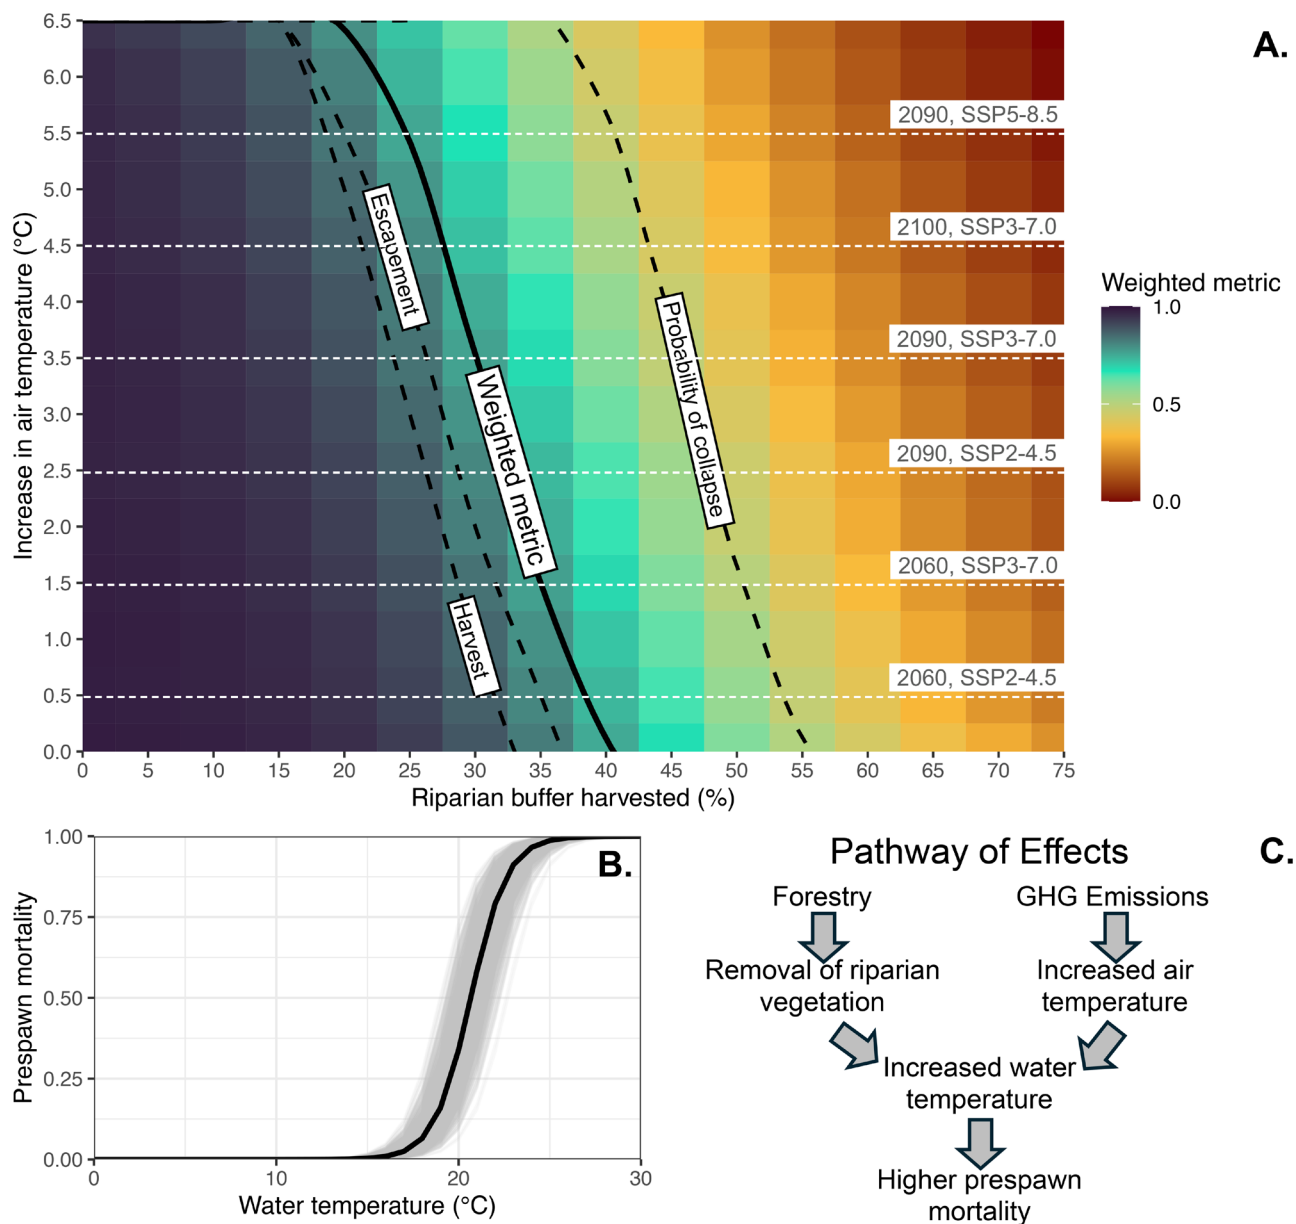 A.
Increase in air temperature (°C)
6.5
6.0
5.5
5.0
4.5
4.0
3.5
3.0
2.5
2.0
1.5
1.0
0.5
0.0
2090, SSP5-8.5
2100, SSP3-7.0
2090, SSP3-7.0
2090, SSP2-4.5
2060, SSP3-7.0
2060, SSP2-4.5
Escapement
Weighted metric
Probability of collapse
Harvest
0 5 10 15 20 25 30 35 40 45 50 55 60 65 70 75
Riparian buffer harvested (%)
Weighted metric
1.0
0.5
0.0
B.
Prespawn mortality
1.00
0.75
0.50
0.25
0.00
0 10 20 30
Water temperature (°C)
C.
Pathway of Effects
Forestry
GHG Emissions
Removal of riparian
vegetation
Increased air
temperature
Increased water
temperature
Higher prespawn
mortality